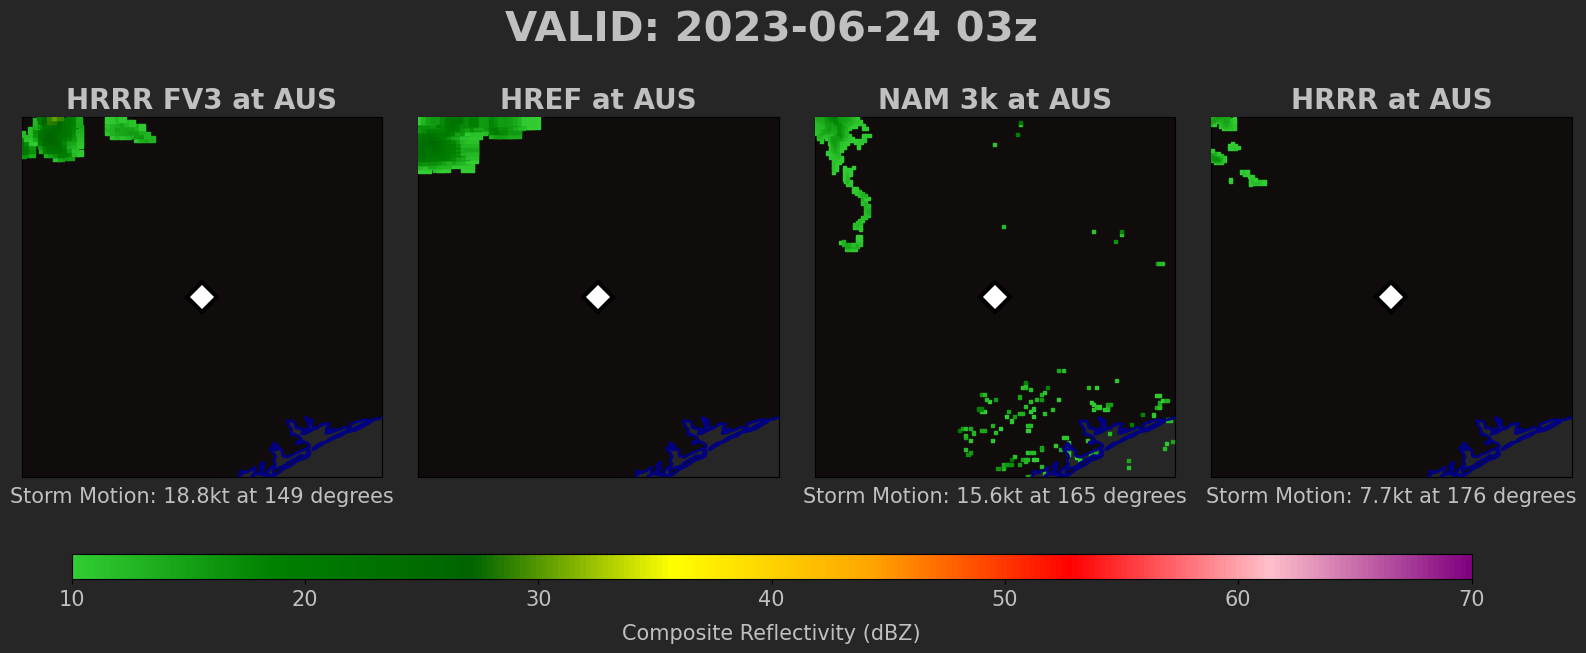 VALID: 2023-06-24 03z
HRRR FV3 at AUS
HREF at AUS
NAM 3k at AUS
HRRR at AUS
Storm Motion: 18.8kt at 149 degrees
Storm Motion: 15.6kt at 165 degrees
Storm Motion: 7.7kt at 176 degrees
10 20 30 40 50 60 70
Composite Reflectivity (dBZ)